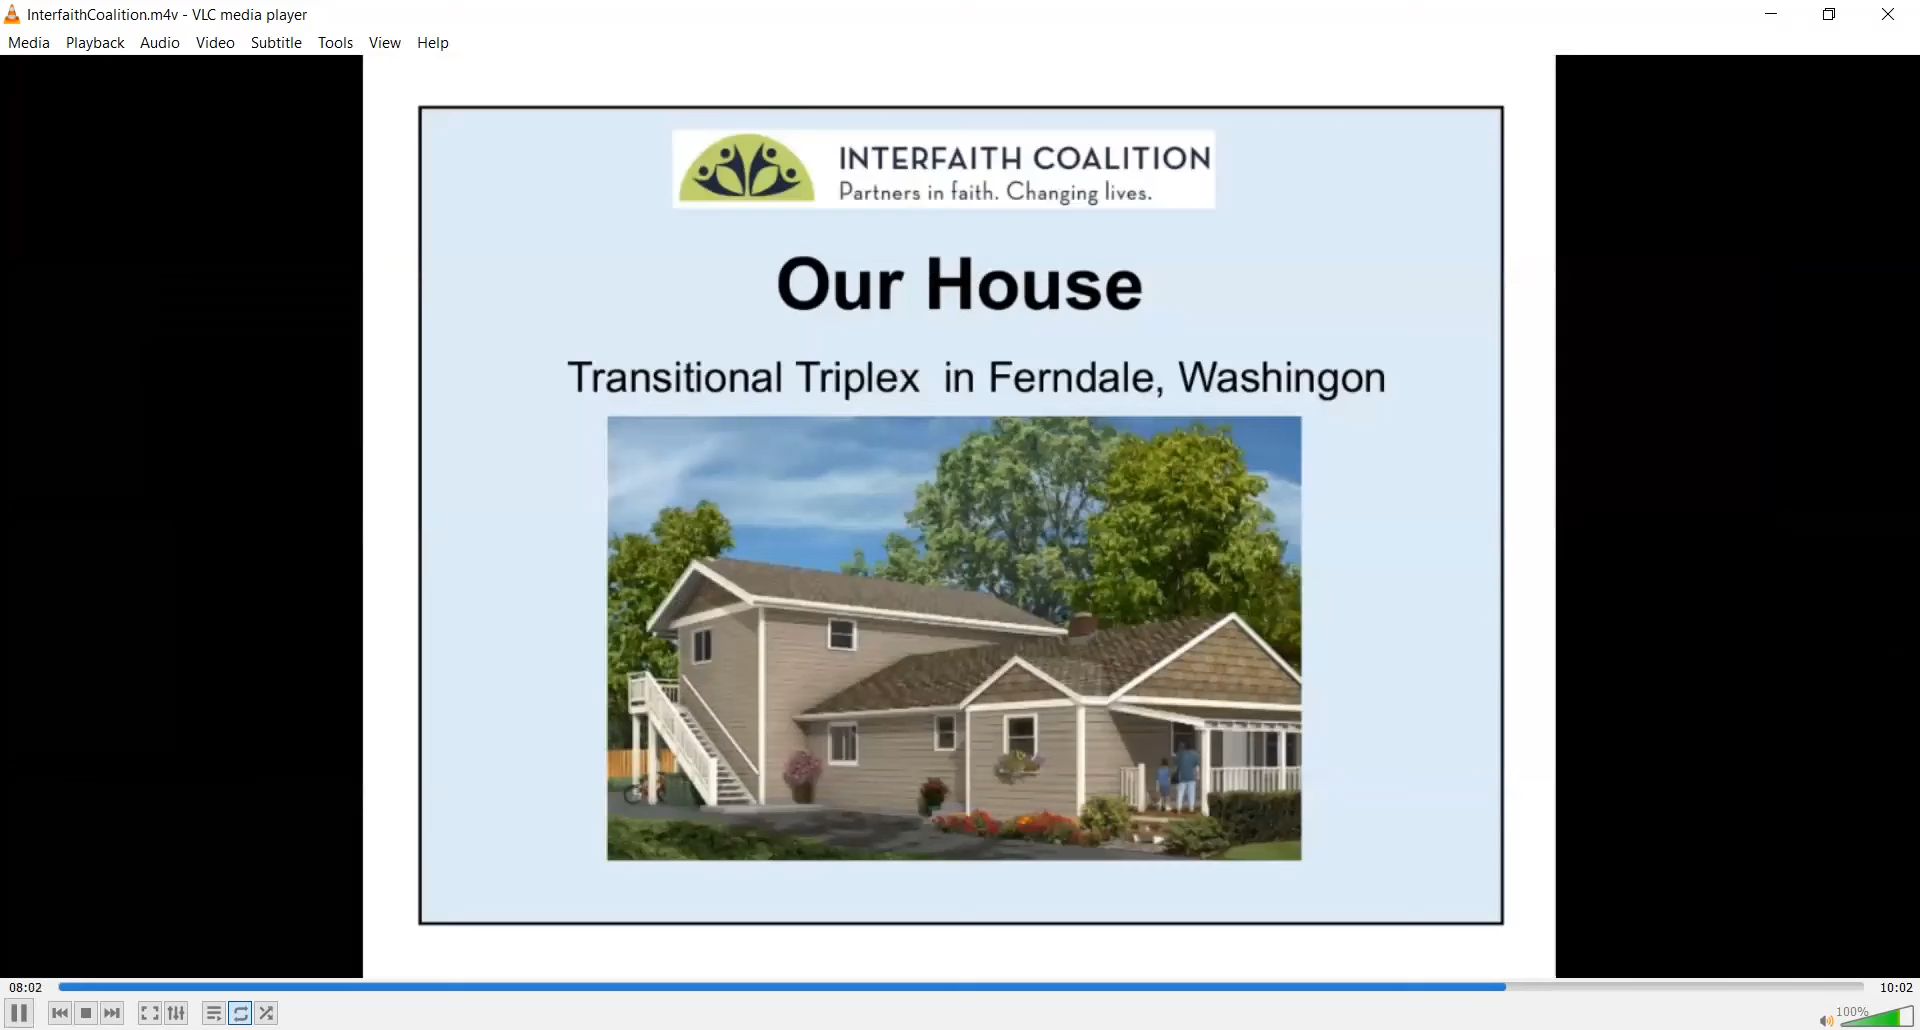 InterfaithCoalition.m4v - VLC media player
Media Playback Audio Video Subtitle Tools View Help
INTERFAITH COALITION
Partners in faith. Changing lives.
Our House
Transitional Triplex in Ferndale, Washingon
08:02
10:02
100%